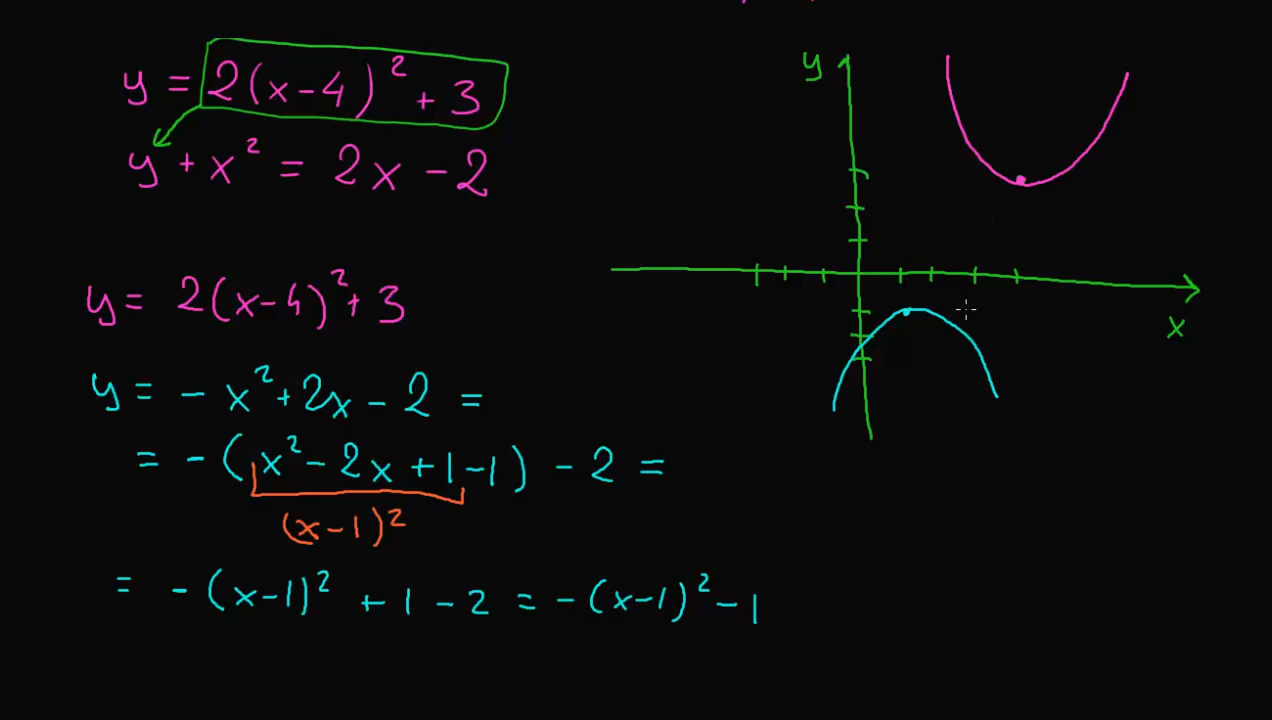 y = 2(x-4)² + 3
y + x² = 2x - 2
y = 2(x-4)² + 3
y = - x² + 2x - 2 =
= - (x² - 2x + 1 - 1) - 2 =
(x-1)²
= - (x-1)² + 1 - 2 = - (x-1)² - 1
y
x